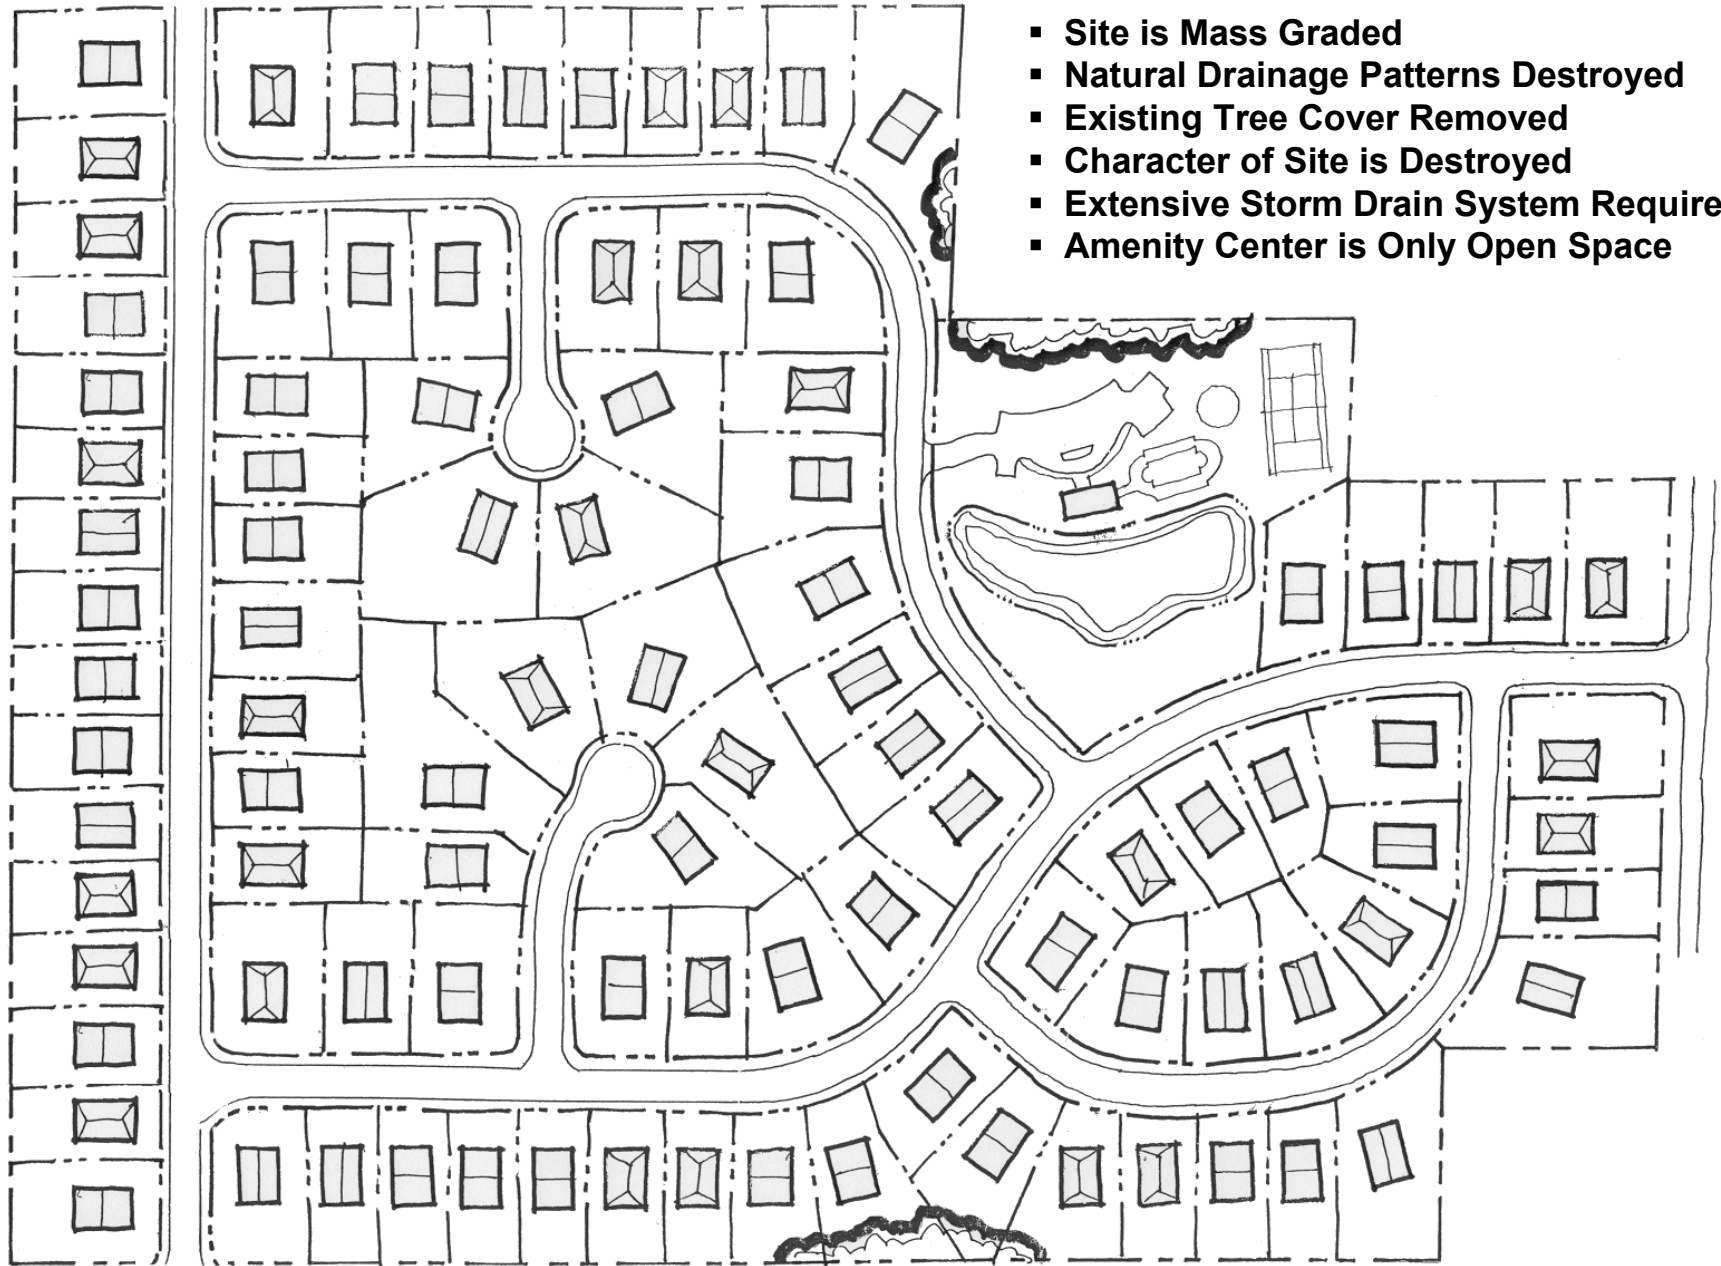 ▪ Site is Mass Graded
▪ Natural Drainage Patterns Destroyed
▪ Existing Tree Cover Removed
▪ Character of Site is Destroyed
▪ Extensive Storm Drain System Require
▪ Amenity Center is Only Open Space